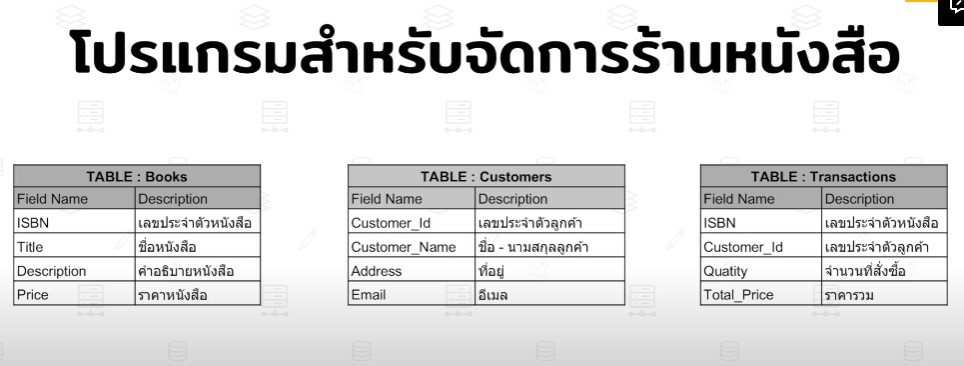 โปรแกรมสำหรับจัดการร้านหนังสือ
TABLE : Books
Field Name Description
ISBN เลขประจำตัวหนังสือ
Title ชื่อหนังสือ
Description คำอธิบายหนังสือ
Price ราคาหนังสือ
TABLE : Customers
Field Name Description
Customer_Id เลขประจำตัวลูกค้า
Customer_Name ชื่อ - นามสกุลลูกค้า
Address ที่อยู่
Email อีเมล
TABLE : Transactions
Field Name Description
ISBN เลขประจำตัวหนังสือ
Customer_Id เลขประจำตัวลูกค้า
Quatity จำนวนที่สั่งซื้อ
Total_Price ราคารวม